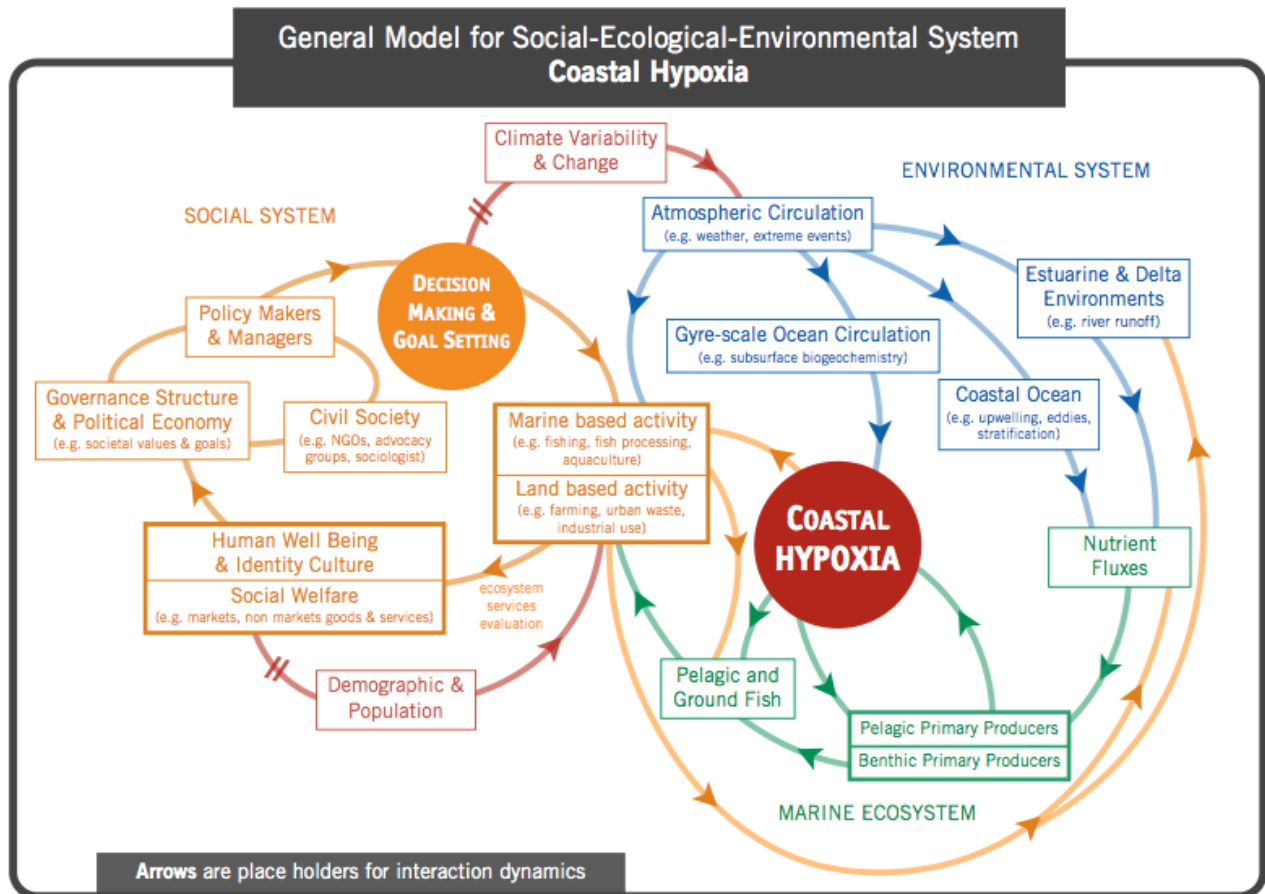 General Model for Social-Ecological-Environmental System
Coastal Hypoxia
Climate Variability
& Change
ENVIRONMENTAL SYSTEM
SOCIAL SYSTEM
Atmospheric Circulation
(e.g. weather, extreme events)
DECISION
MAKING &
GOAL SETTING
Estuarine & Delta
Environments
(e.g. river runoff)
Policy Makers
& Managers
Gyre-scale Ocean Circulation
(e.g. subsurface biogeochemistry)
Governance Structure
& Political Economy
(e.g. societal values & goals)
Civil Society
(e.g. NGOs, advocacy
groups, sociologist)
Marine based activity
(e.g. fishing, fish processing,
aquaculture)
Land based activity
(e.g. farming, urban waste,
industrial use)
Coastal Ocean
(e.g. upwelling, eddies,
stratification)
COASTAL
HYPOXIA
Human Well Being
& Identity Culture
Social Welfare
(e.g. markets, non markets goods & services)
ecosystem
services
evaluation
Nutrient
Fluxes
Demographic &
Population
Pelagic and
Ground Fish
Pelagic Primary Producers
Benthic Primary Producers
MARINE ECOSYSTEM
Arrows are place holders for interaction dynamics